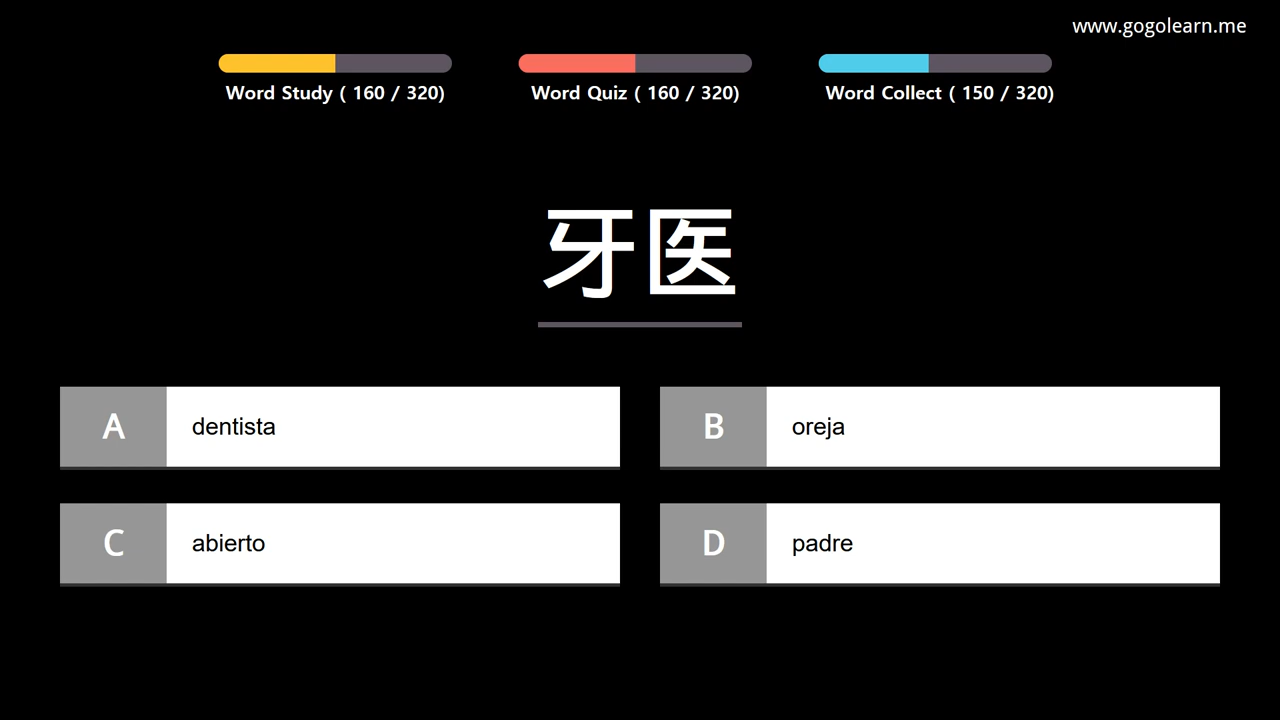 www.gogolearn.me
Word Study ( 160 / 320)
Word Quiz ( 160 / 320)
Word Collect ( 150 / 320)
牙医
A dentista
B oreja
C abierto
D padre